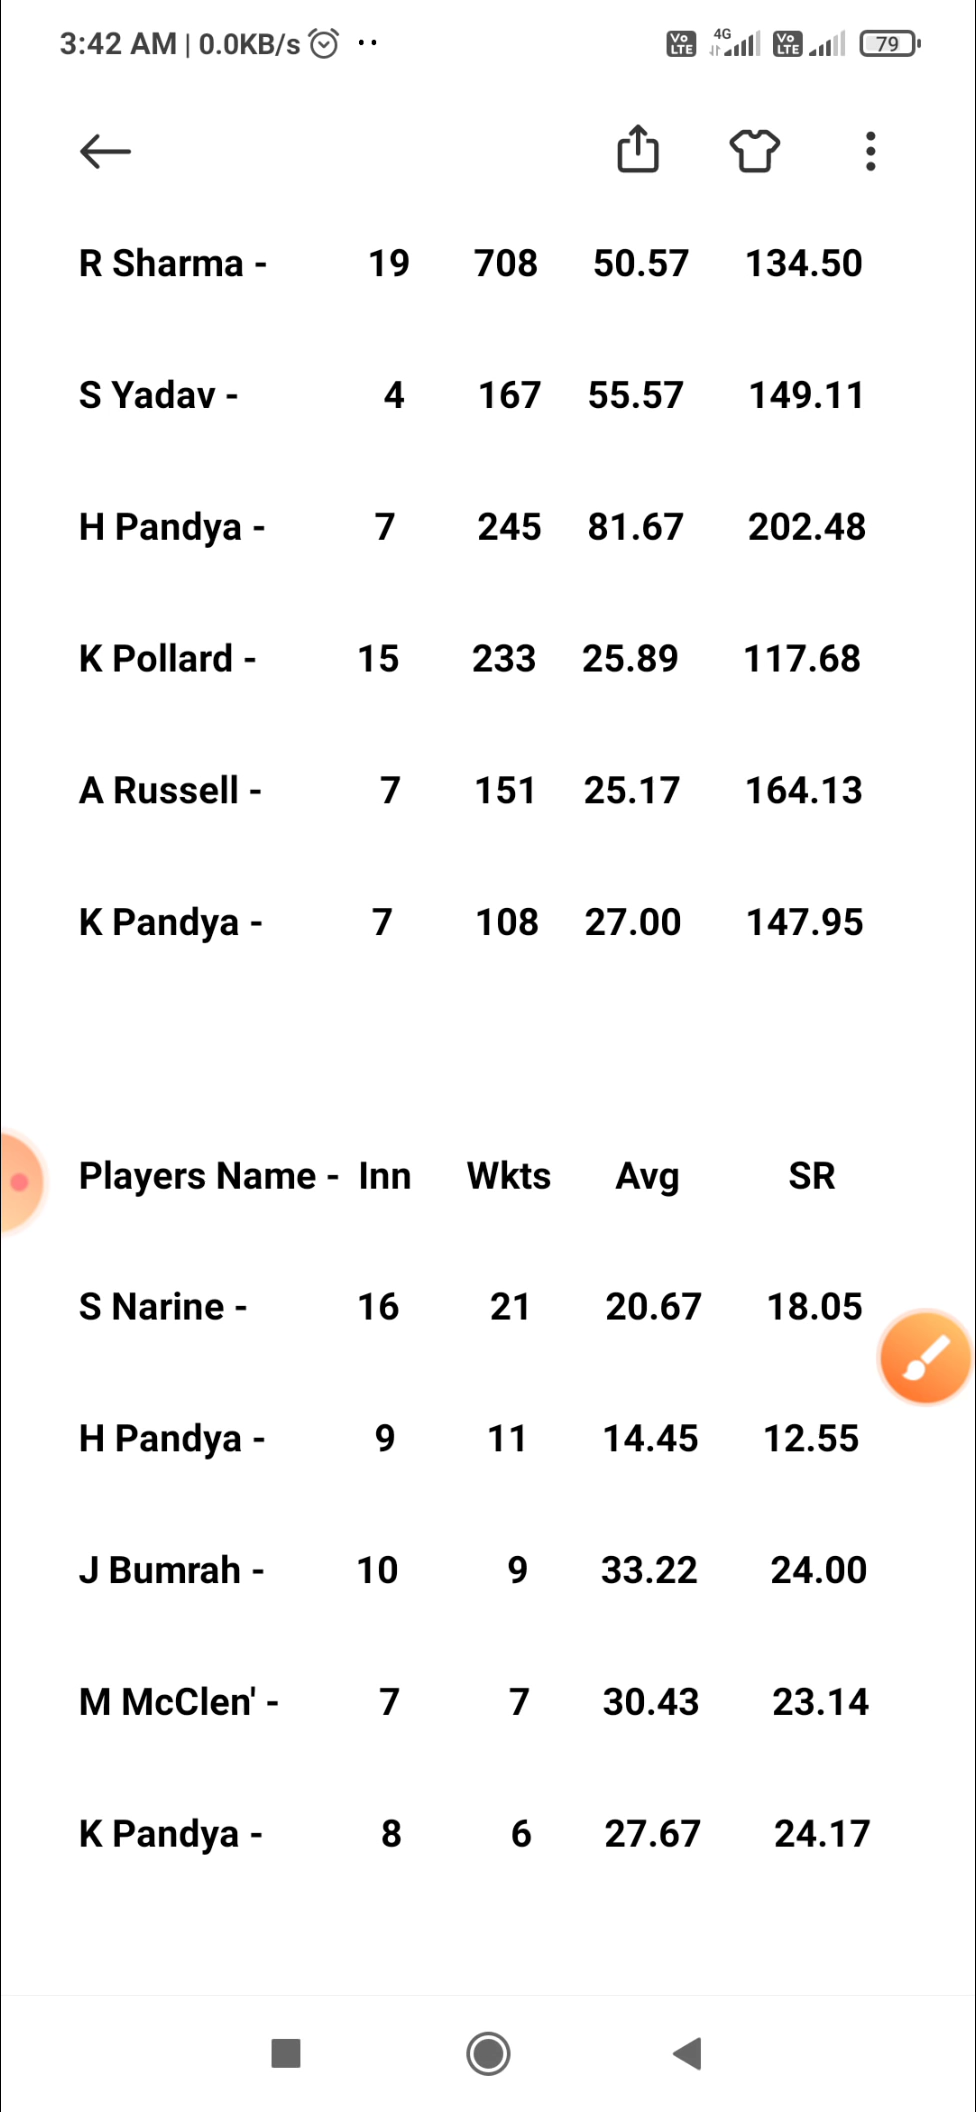 3:42 AM | 0.0KB/s ··
Vo LTE 4G Vo LTE 79
R Sharma - 19 708 50.57 134.50
S Yadav - 4 167 55.57 149.11
H Pandya - 7 245 81.67 202.48
K Pollard - 15 233 25.89 117.68
A Russell - 7 151 25.17 164.13
K Pandya - 7 108 27.00 147.95
Players Name - Inn Wkts Avg SR
S Narine - 16 21 20.67 18.05
H Pandya - 9 11 14.45 12.55
J Bumrah - 10 9 33.22 24.00
M McClen' - 7 7 30.43 23.14
K Pandya - 8 6 27.67 24.17